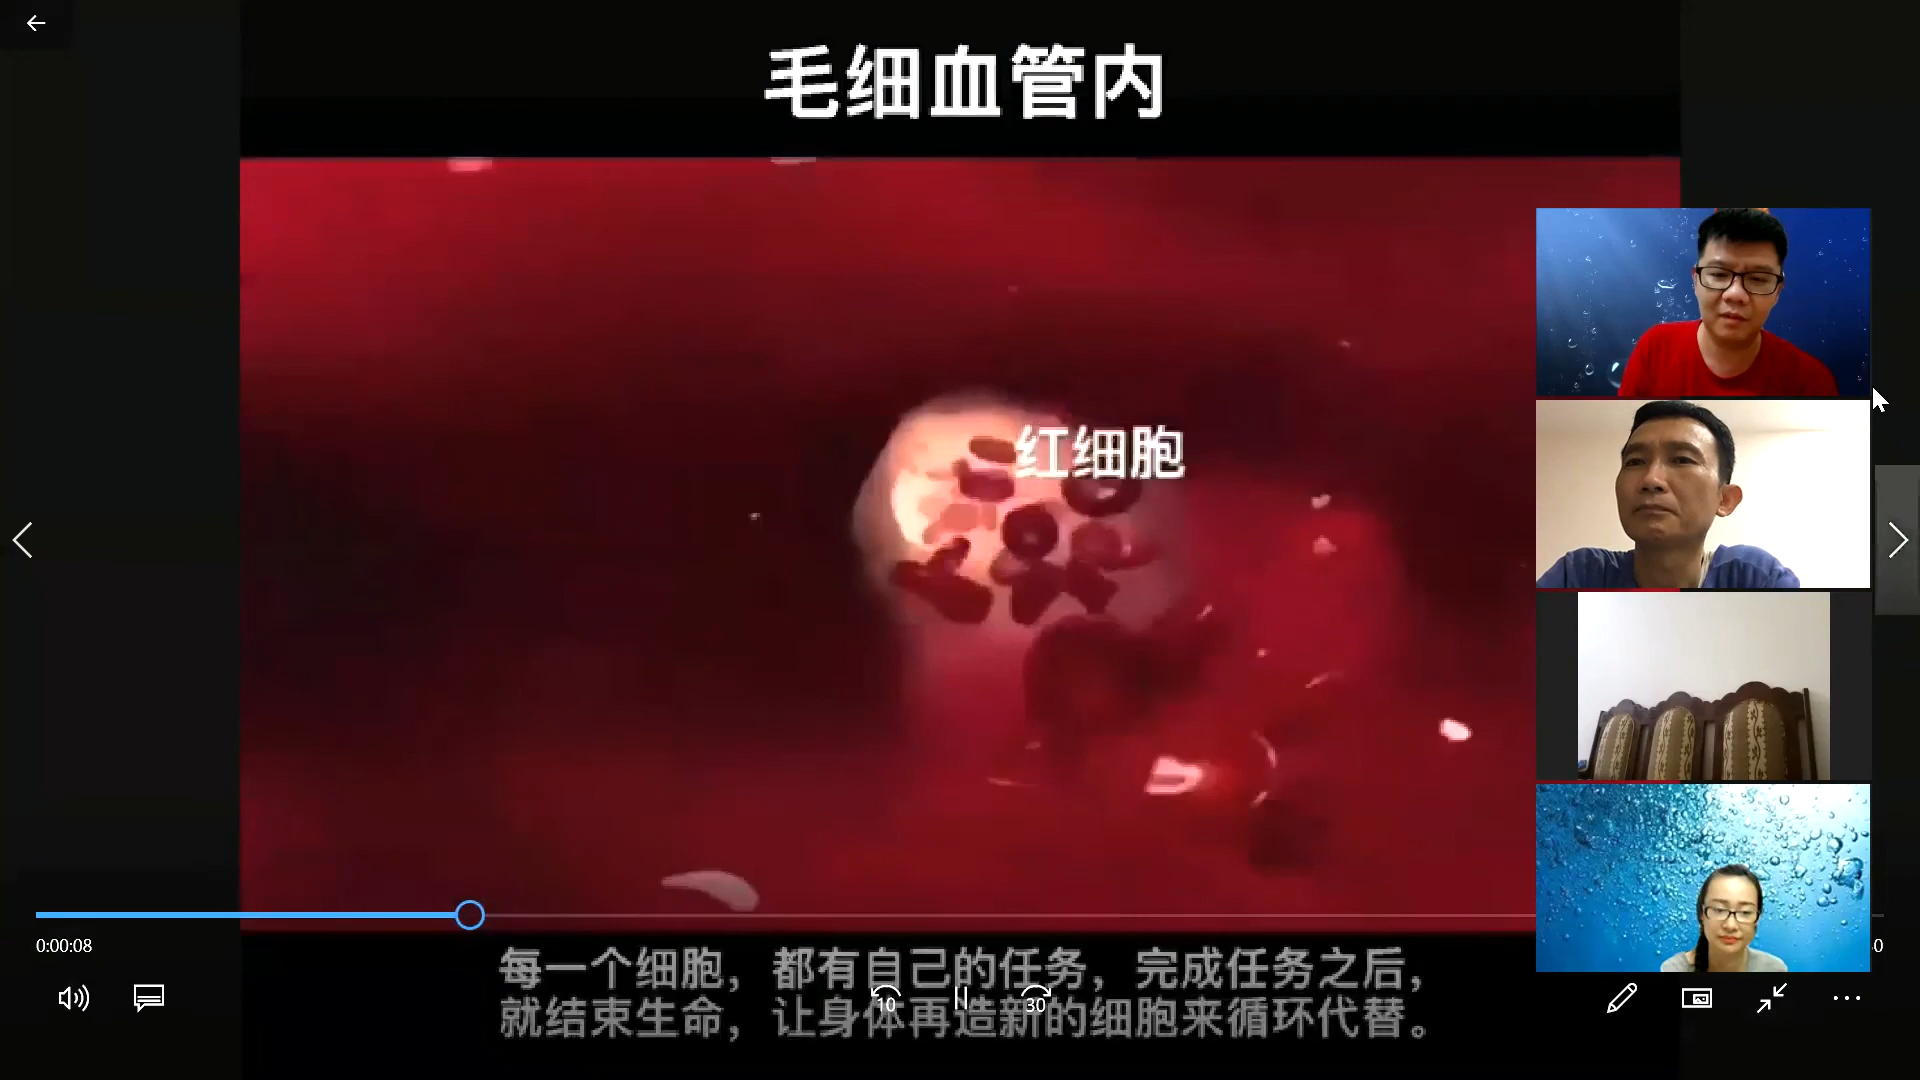 毛细血管内
红细胞
0:00:08
每一个细胞，都有自己的任务，完成任务之后，
10
30
就结束生命，让身体再造新的细胞来循环代替。